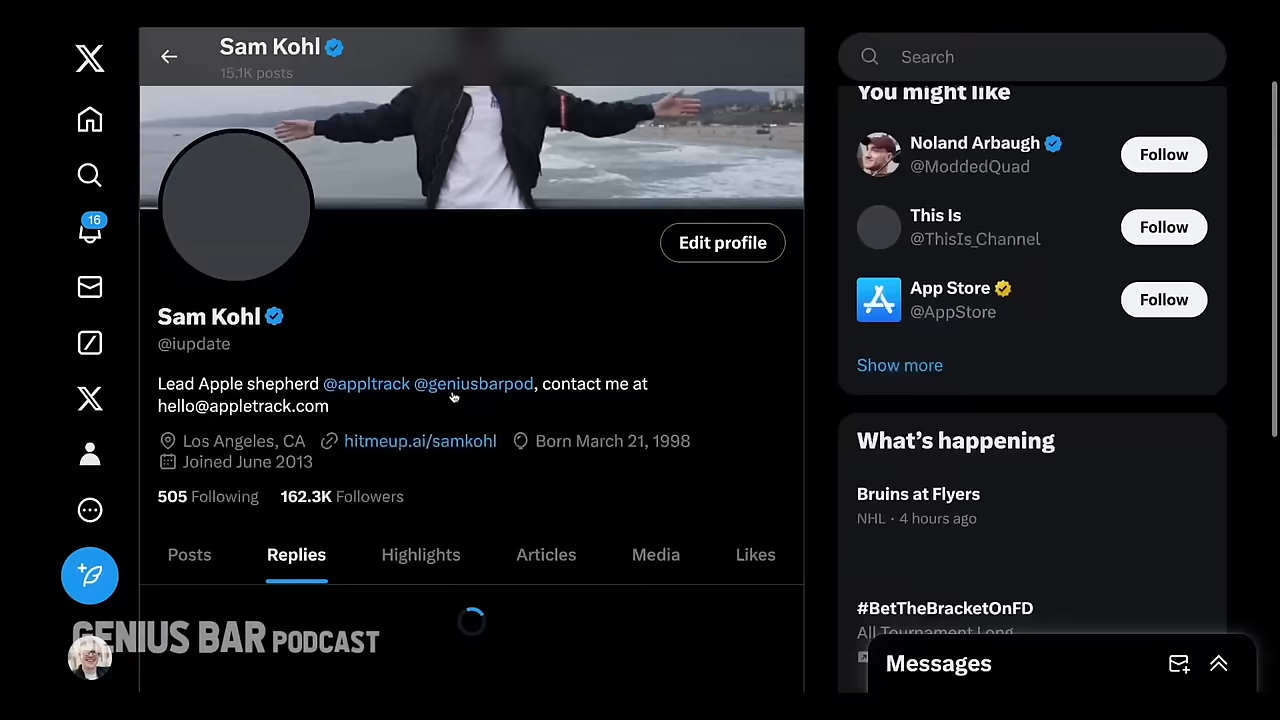 Sam Kohl
15.1K posts
Edit profile
Sam Kohl
@iupdate
Lead Apple shepherd @appltrack @geniusbarpod, contact me at
hello@appletrack.com
Los Angeles, CA hitmeup.ai/samkohl Born March 21, 1998
Joined June 2013
505 Following 162.3K Followers
Posts Replies Highlights Articles Media Likes
16
GENIUS BAR PODCAST
Search
You might like
Noland Arbaugh
@ModdedQuad
Follow
This Is
@ThisIs_Channel
Follow
App Store
@AppStore
Follow
Show more
What's happening
Bruins at Flyers
NHL · 4 hours ago
#BetTheBracketOnFD
All Tournament Long
Messages